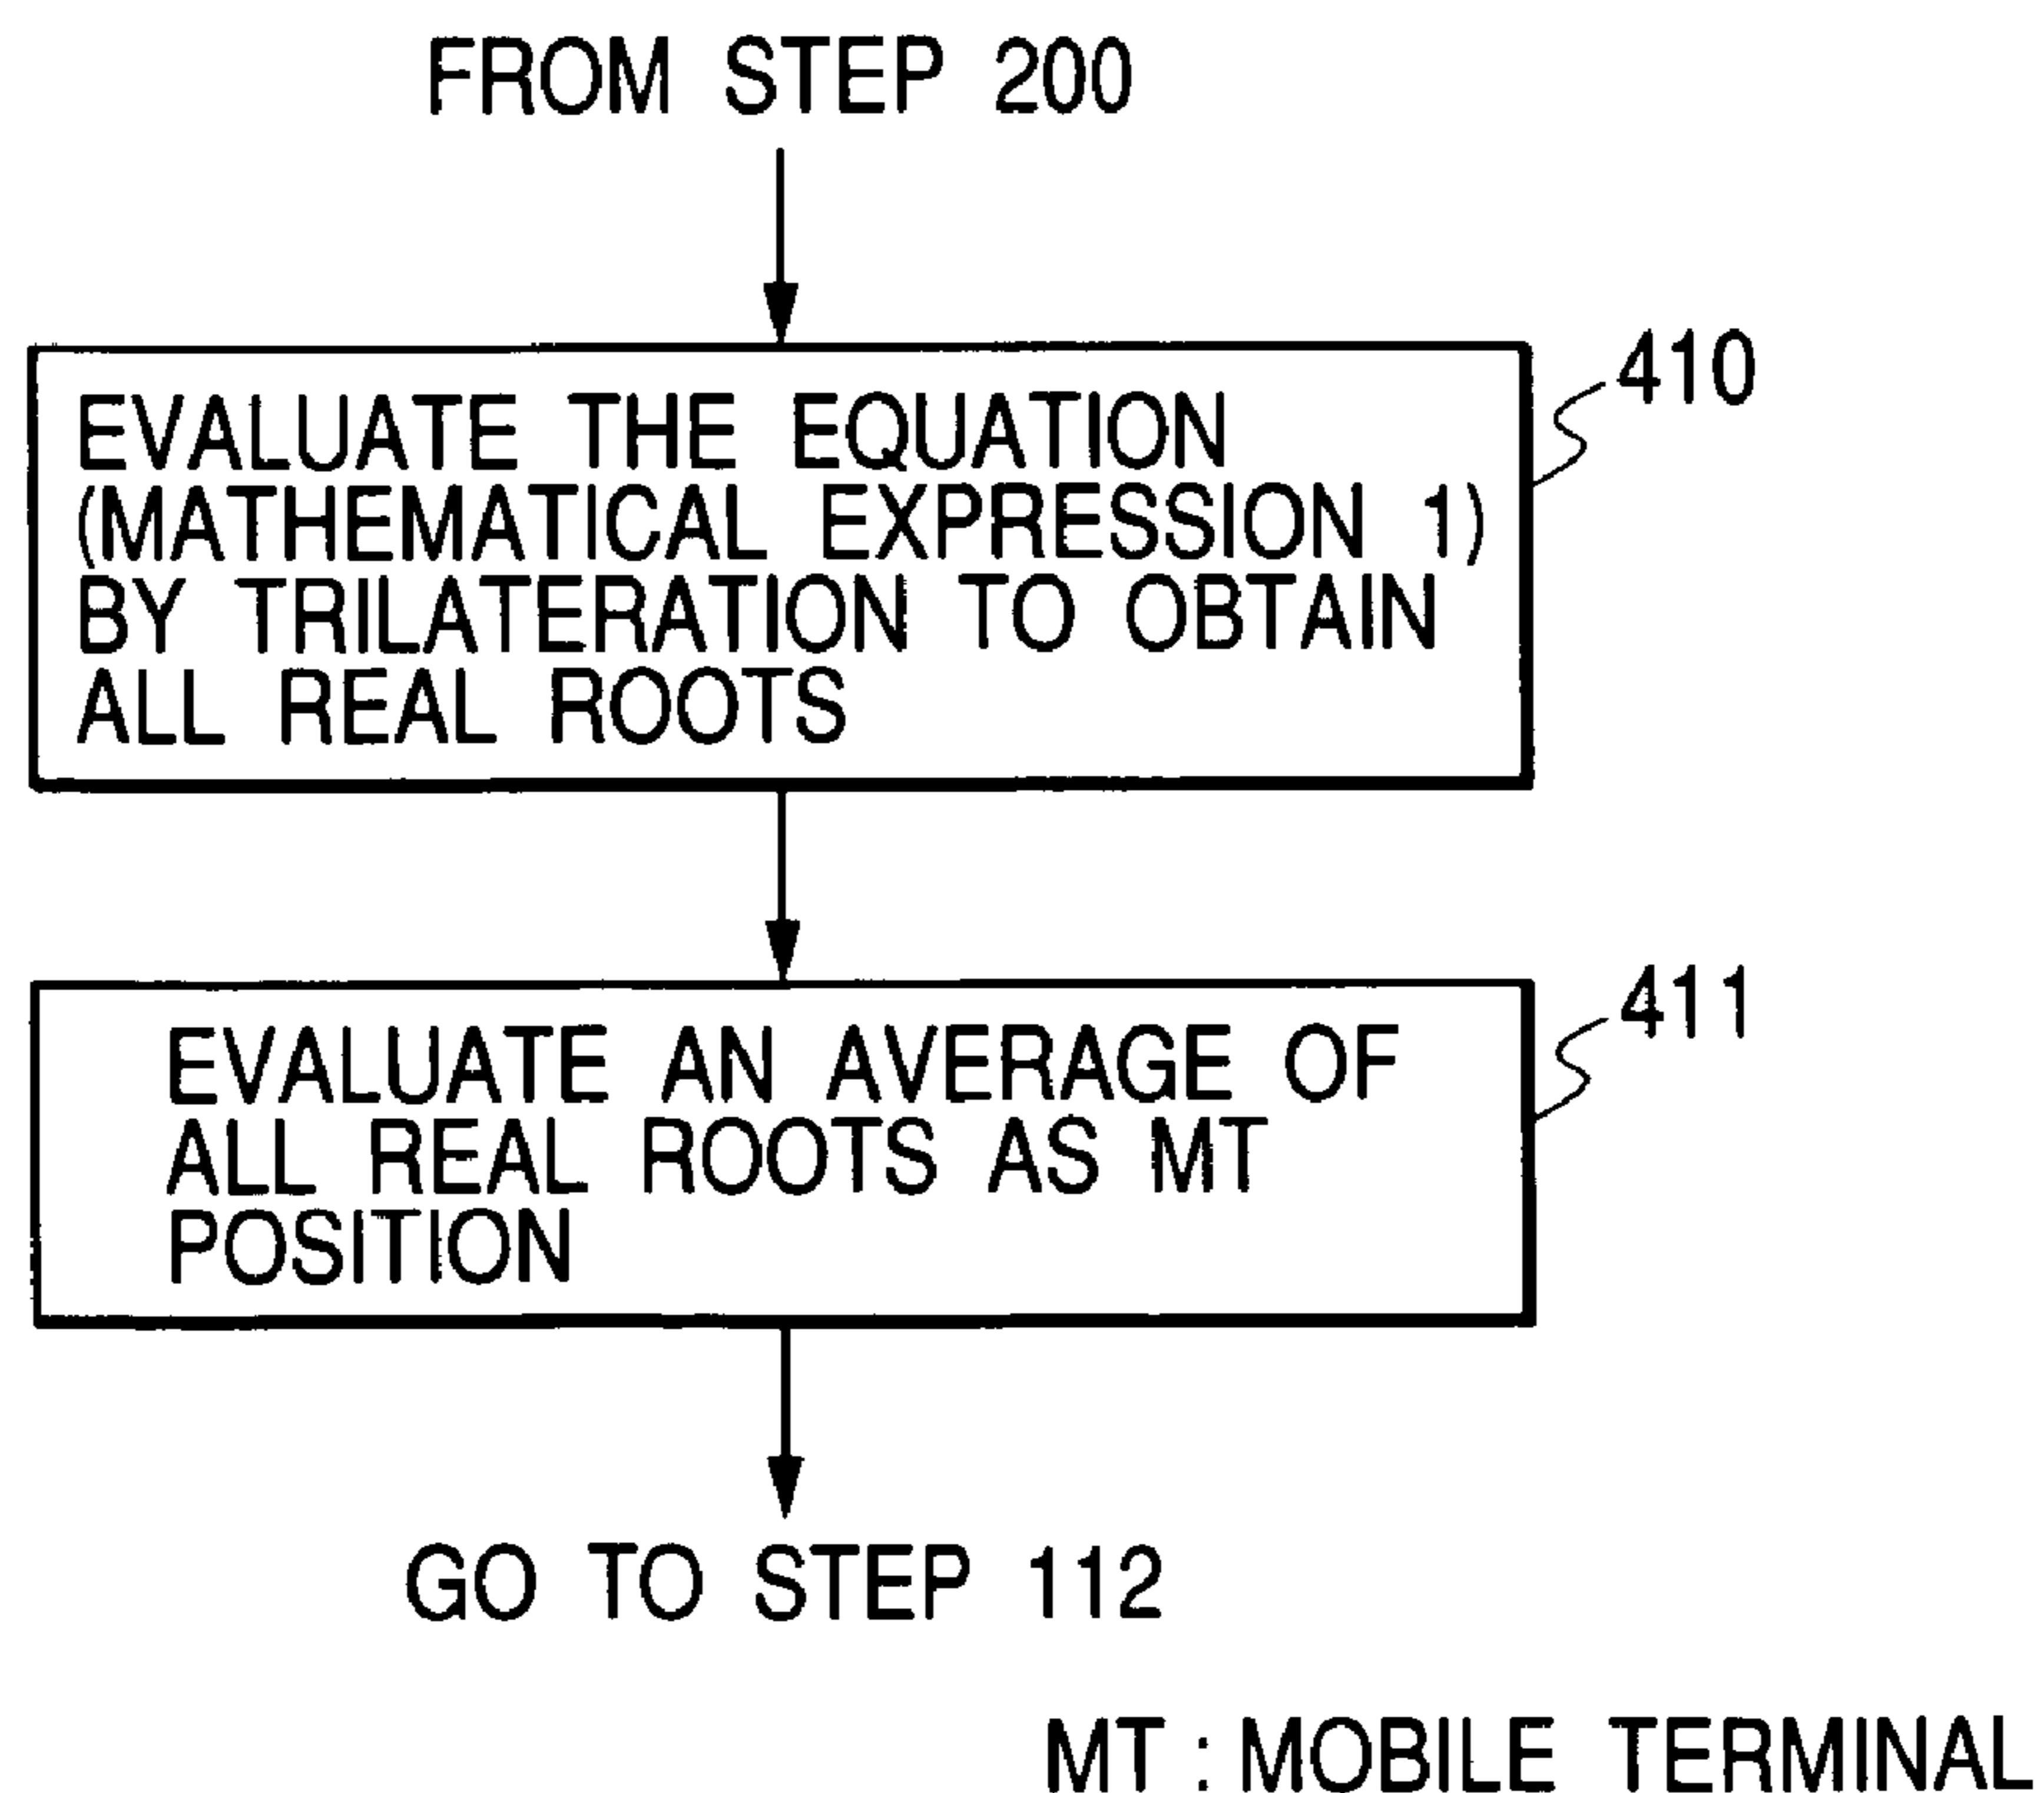 FROM STEP 200
410
EVALUATE THE EQUATION
(MATHEMATICAL EXPRESSION 1)
BY TRILATERATION TO OBTAIN
ALL REAL ROOTS
411
EVALUATE AN AVERAGE OF
ALL REAL ROOTS AS MT
POSITION
GO TO STEP 112
MT : MOBILE TERMINAL